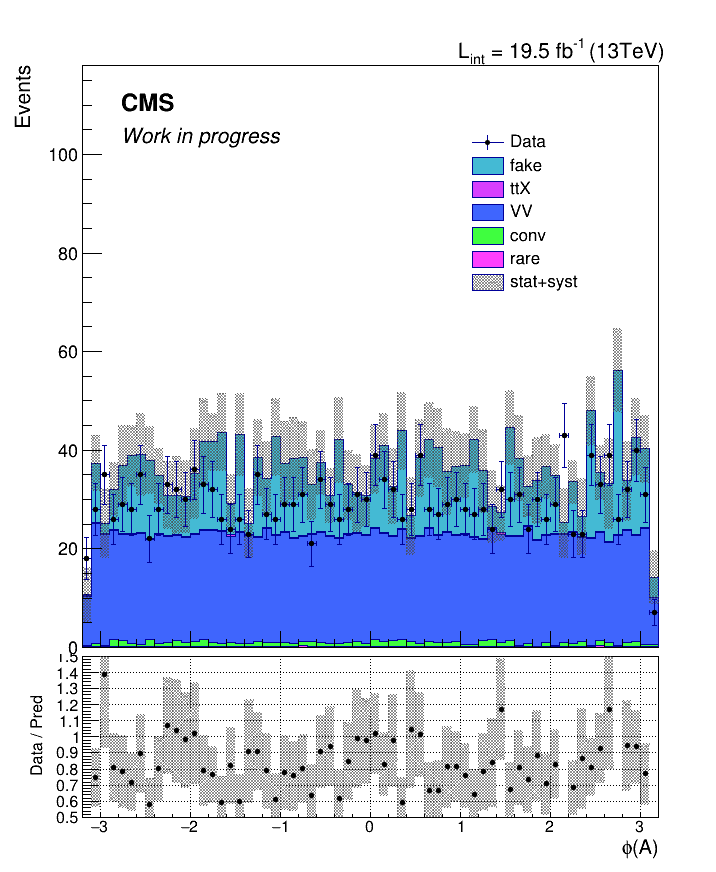 L_int = 19.5 fb^-1 (13TeV)
Events
CMS
Work in progress
Data
fake
ttX
VV
conv
rare
stat+syst
100
80
60
40
20
0
1.5
1.4
1.3
1.2
1.1
1
0.9
0.8
0.7
0.6
0.5
Data / Pred
−3 −2 −1 0 1 2 3
ϕ(A)